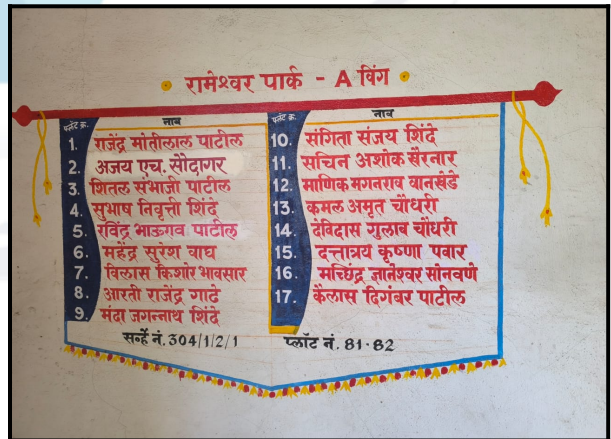 रामेश्वर पार्क - A विंग
फ्लॅट क्र. नाव
1. राजेंद्र मोतीलाल पाटील
2. अजय एच. सौदागर
3. शितल संभाजी पाटील
4. सुभाष निवृत्ती शिंदे
5. रविंद्र भाऊराव पाटील
6. महेंद्र सुरेश वाघ
7. विलास किशोर भावसार
8. आरती राजेंद्र गाढे
9. मंदा जगन्नाथ शिंदे
फ्लॅट क्र. नाव
10. संगिता संजय शिंदे
11. सचिन अशोक सैरनार
12. माणिक मगनराव वानखेडे
13. कमल अमृत चौधरी
14. देविदास गुलाब चौधरी
15. दत्तात्रय कृष्णा पवार
16. मच्छिंद्र ज्ञानेश्वर सोनवणे
17. कैलास दिगंबर पाटील
सर्व्हे नं. 304/1/2/1 प्लॉट नं. 81-82